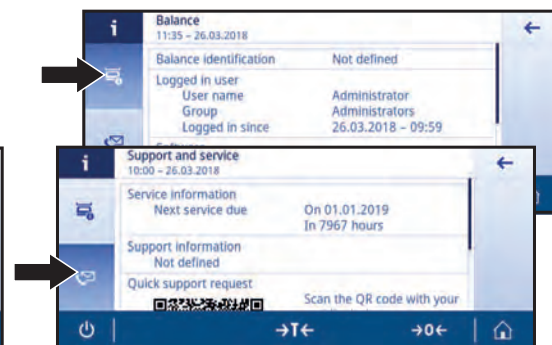 i
Balance
11:35 – 26.03.2018
Balance identification Not defined
Logged in user
User name Administrator
Group Administrators
Logged in since 26.03.2018 – 09:59
i
Support and service
10:00 – 26.03.2018
Service information
Next service due On 01.01.2019
In 7967 hours
Support information
Not defined
Quick support request
Scan the QR code with your
→T← →0←